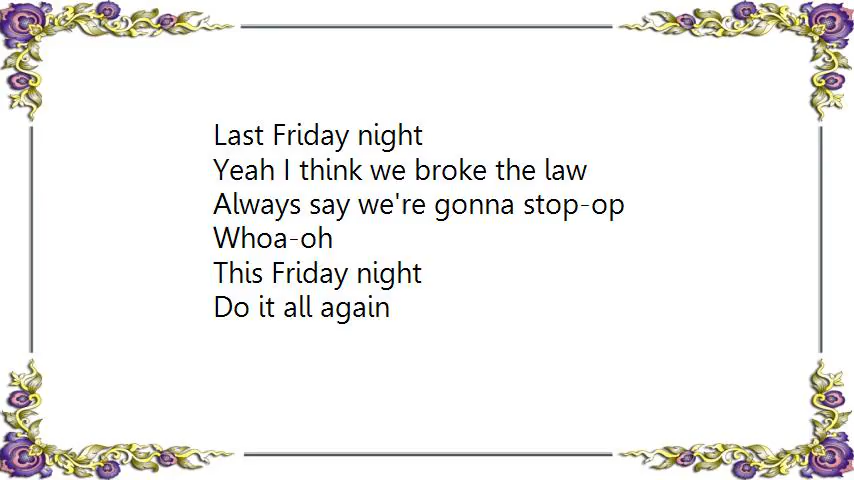 Last Friday night
Yeah I think we broke the law
Always say we're gonna stop-op
Whoa-oh
This Friday night
Do it all again